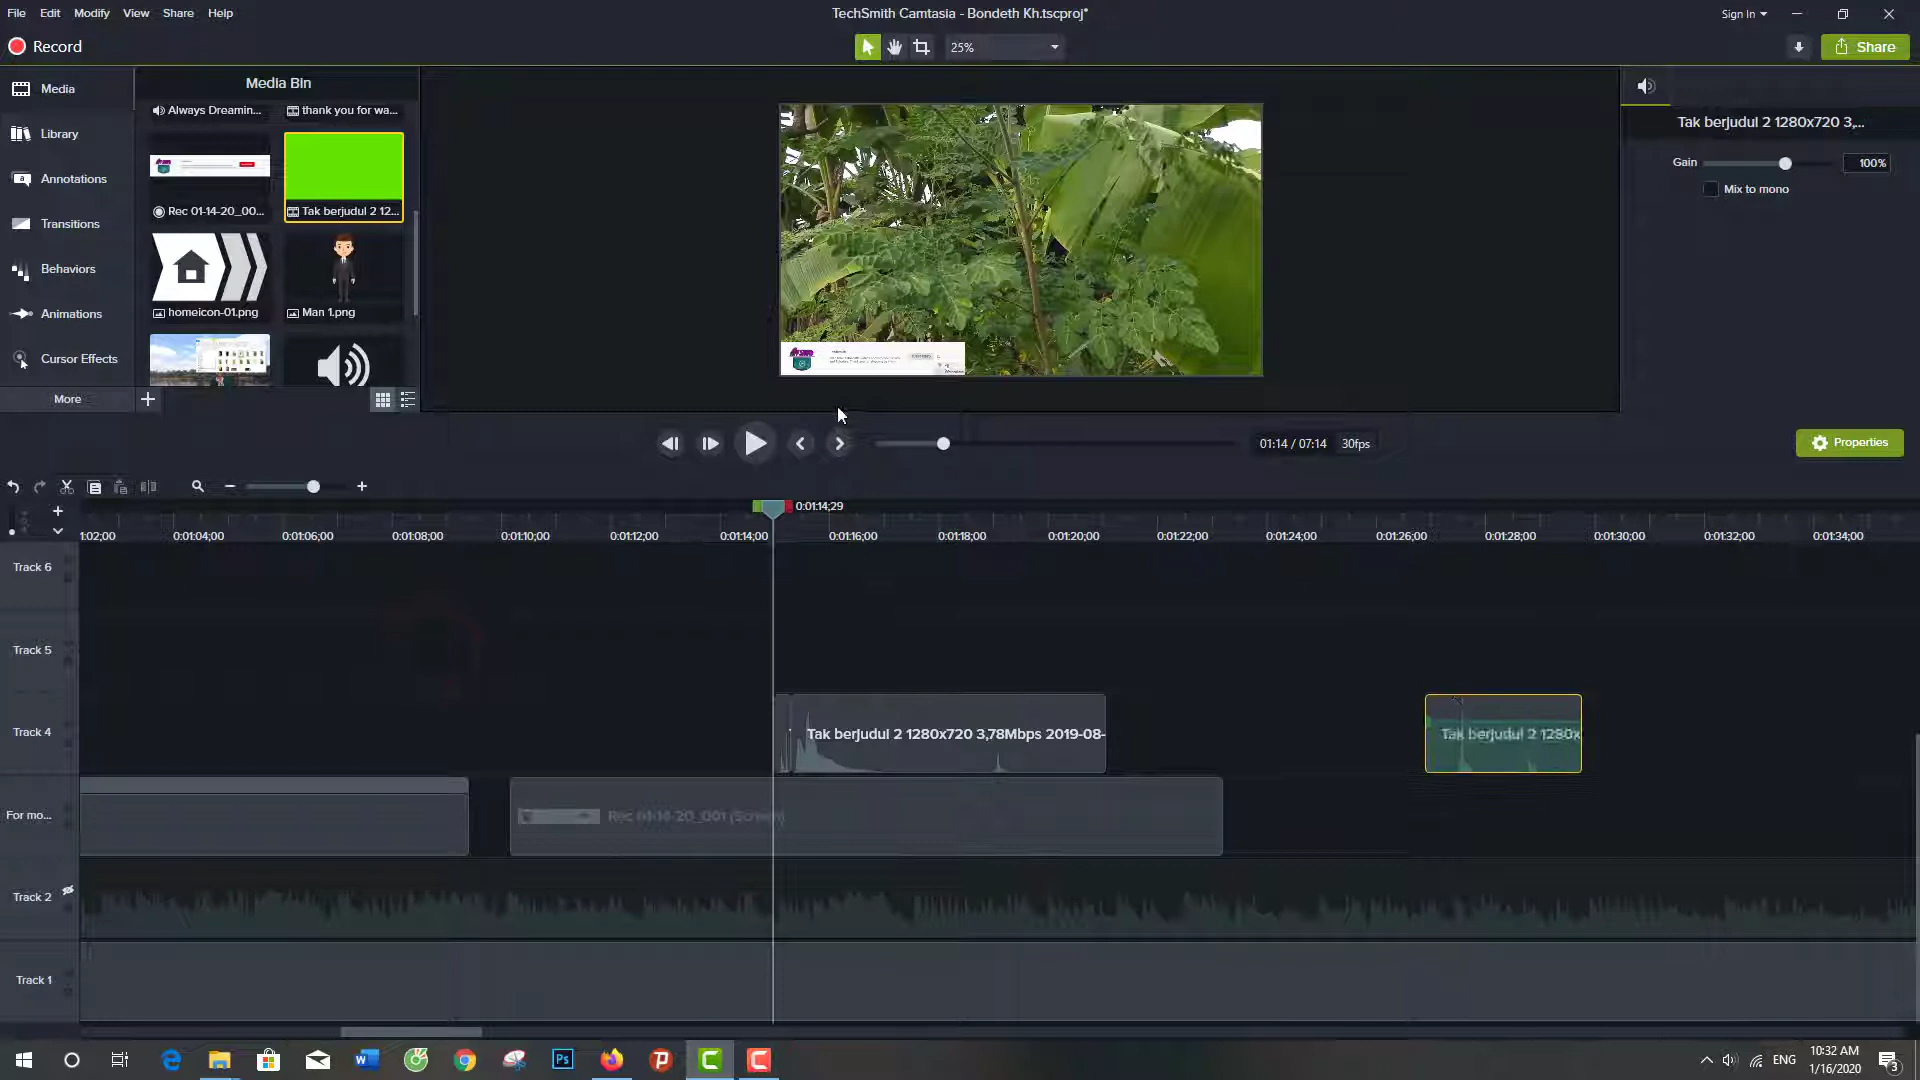 File Edit Modify View Share Help
TechSmith Camtasia - Bondeth Kh.tscproj*
Sign In
Record
25%
Share
Media
Library
Annotations
Transitions
Behaviors
Animations
Cursor Effects
More
Media Bin
Always Dreamin...
thank you for wa...
Rec 01-14-20_00...
Tak berjudul 2 12...
homeicon-01.png
Man 1.png
Tak berjudul 2 1280x720 3,...
Gain
100%
Mix to mono
01:14 / 07:14
30fps
Properties
0:01:14;29
1:02;00 0:01:04;00 0:01:06;00 0:01:08;00 0:01:10;00 0:01:12;00 0:01:14;00 0:01:16;00 0:01:18;00 0:01:20;00 0:01:22;00 0:01:24;00 0:01:26;00 0:01:28;00 0:01:30;00 0:01:32;00 0:01:34;00
Track 6
Track 5
Track 4
Tak berjudul 2 1280x720 3,78Mbps 2019-08-
Tak berjudul 2 1280x
For mo...
Rec 01-14-20_001 (Screen)
Track 2
Track 1
ENG
10:32 AM
1/16/2020
3